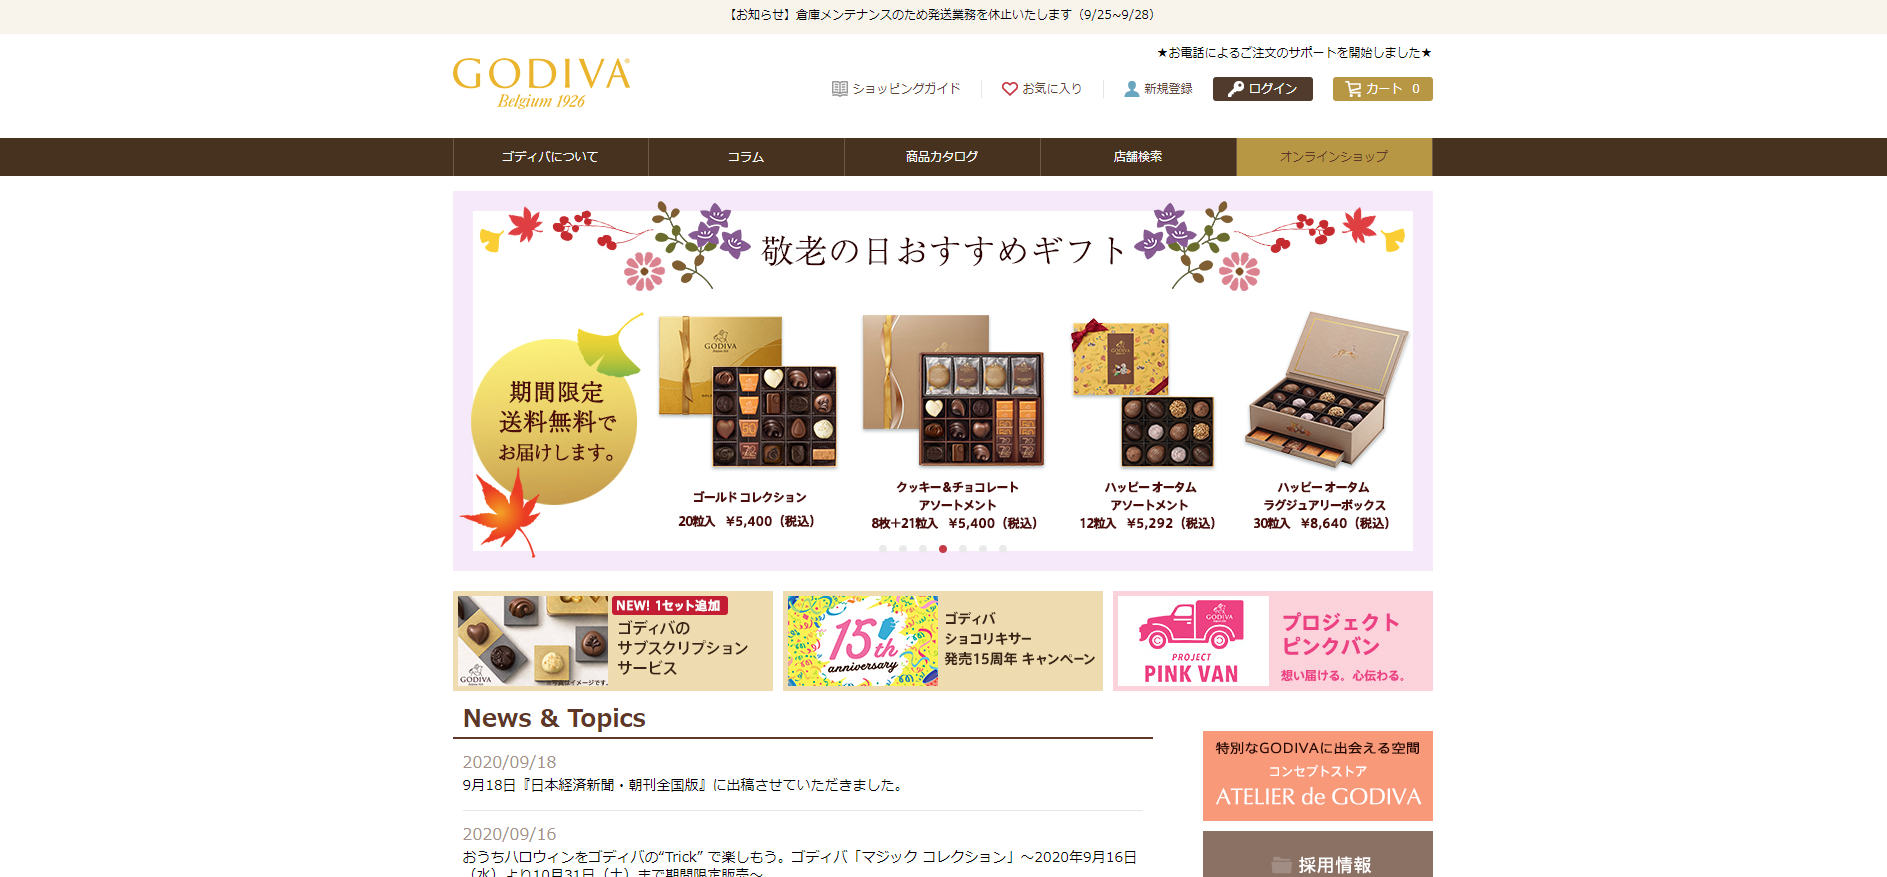 【お知らせ】倉庫メンテナンスのため発送業務を休止いたします（9/25~9/28）
★お電話によるご注文のサポートを開始しました★
GODIVA
Belgium 1926
ショッピングガイド
お気に入り
新規登録
ログイン
カート 0
ゴディバについて
コラム
商品カタログ
店舗検索
オンラインショップ
敬老の日おすすめギフト
期間限定
送料無料で
お届けします。
GODIVA
ゴールド コレクション
20粒入 ¥5,400（税込）
クッキー＆チョコレート
アソートメント
8枚＋21粒入 ¥5,400（税込）
GODIVA
ハッピー オータム
アソートメント
12粒入 ¥5,292（税込）
ハッピー オータム
ラグジュアリーボックス
30粒入 ¥8,640（税込）
GODIVA
※写真はイメージです。
NEW! 1セット追加
ゴディバの
サブスクリプション
サービス
15th
anniversary
ゴディバ
ショコリキサー
発売15周年 キャンペーン
GODIVA
PROJECT
PINK VAN
プロジェクト
ピンクバン
想い届ける。心伝わる。
News & Topics
2020/09/18
9月18日『日本経済新聞・朝刊全国版』に出稿させていただきました。
2020/09/16
おうちハロウィンをゴディバの“Trick” で楽しもう。ゴディバ「マジック コレクション」～2020年9月16日
（水）より10月31日（土）まで期間限定販売～
特別なGODIVAに出会える空間
コンセプトストア
ATELIER de GODIVA
採用情報